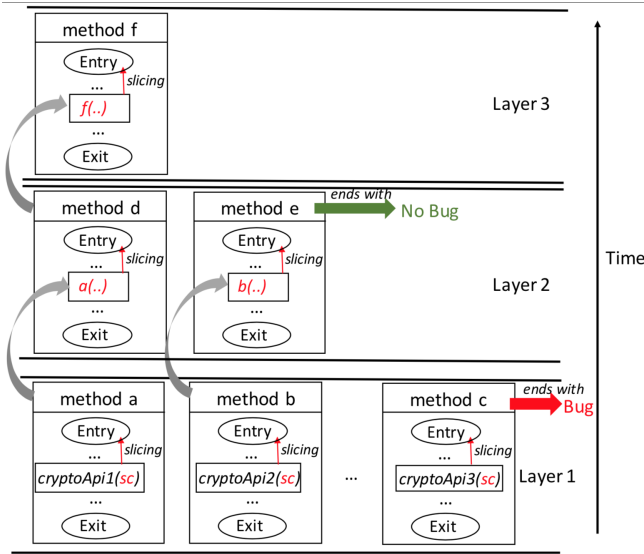 method f
Entry
slicing
...
f(..)
...
Exit
Layer 3
method d
Entry
slicing
...
a(..)
...
Exit
method e
ends with
No Bug
Entry
slicing
...
b(..)
...
Exit
Layer 2
Time
method a
Entry
slicing
...
cryptoApi1(sc)
...
Exit
method b
Entry
slicing
...
cryptoApi2(sc)
...
Exit
...
method c
ends with
Bug
Entry
slicing
...
cryptoApi3(sc)
...
Exit
Layer 1